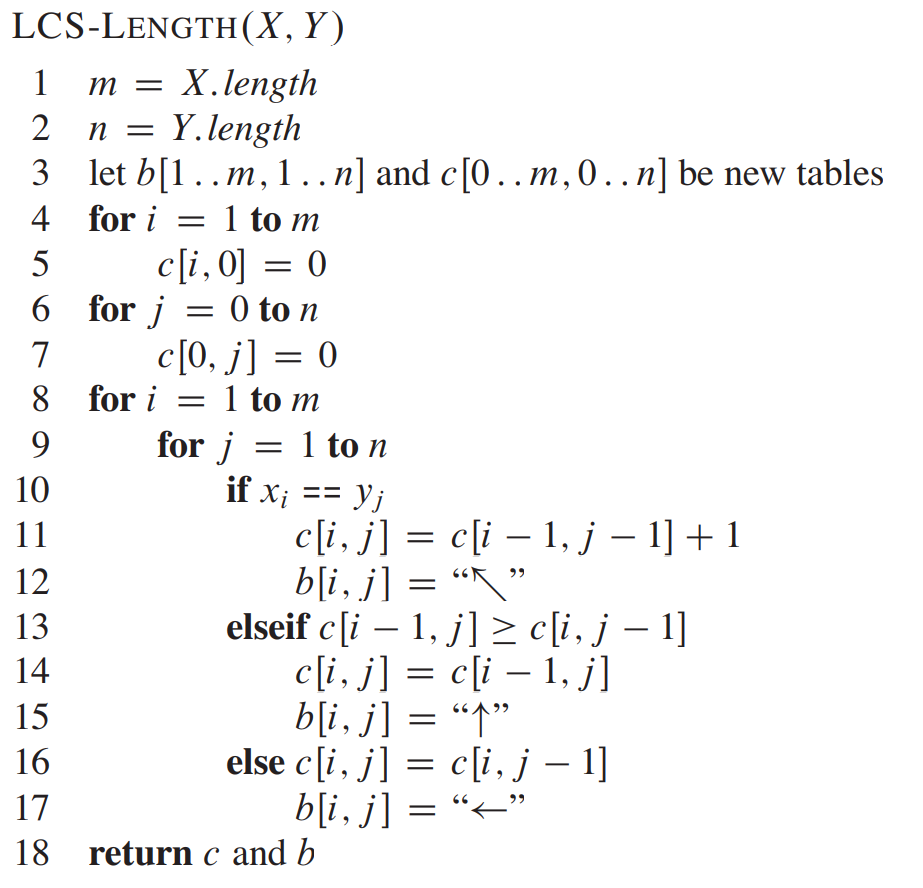 LCS-LENGTH(X, Y)
1 m = X.length
2 n = Y.length
3 let b[1..m, 1..n] and c[0..m, 0..n] be new tables
4 for i = 1 to m
5 c[i, 0] = 0
6 for j = 0 to n
7 c[0, j] = 0
8 for i = 1 to m
9 for j = 1 to n
10 if xᵢ == yⱼ
11 c[i, j] = c[i − 1, j − 1] + 1
12 b[i, j] = “↖”
13 elseif c[i − 1, j] ≥ c[i, j − 1]
14 c[i, j] = c[i − 1, j]
15 b[i, j] = “↑”
16 else c[i, j] = c[i, j − 1]
17 b[i, j] = “←”
18 return c and b